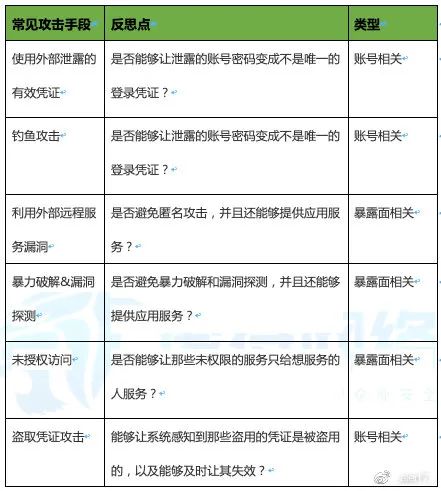 常见攻击手段 反思点 类型
使用外部泄露的 是否能够让泄露的账号密码变成不是唯一的 账号相关
有效凭证 登录凭证？
钓鱼攻击 是否能够让泄露的账号密码变成不是唯一的 账号相关
登录凭证？
利用外部远程服 是否避免匿名攻击，并且还能够提供应用服 暴露面相关
务漏洞 务？
暴力破解&漏洞 是否避免暴力破解和漏洞探测，并且还能够 暴露面相关
探测 提供应用服务？
未授权访问 是否能够让那些未权限的服务只给想服务的 暴露面相关
人服务？
盗取凭证攻击 能够让系统感知到那些盗用的凭证是被盗用 账号相关
的，以及能够及时让其失效？